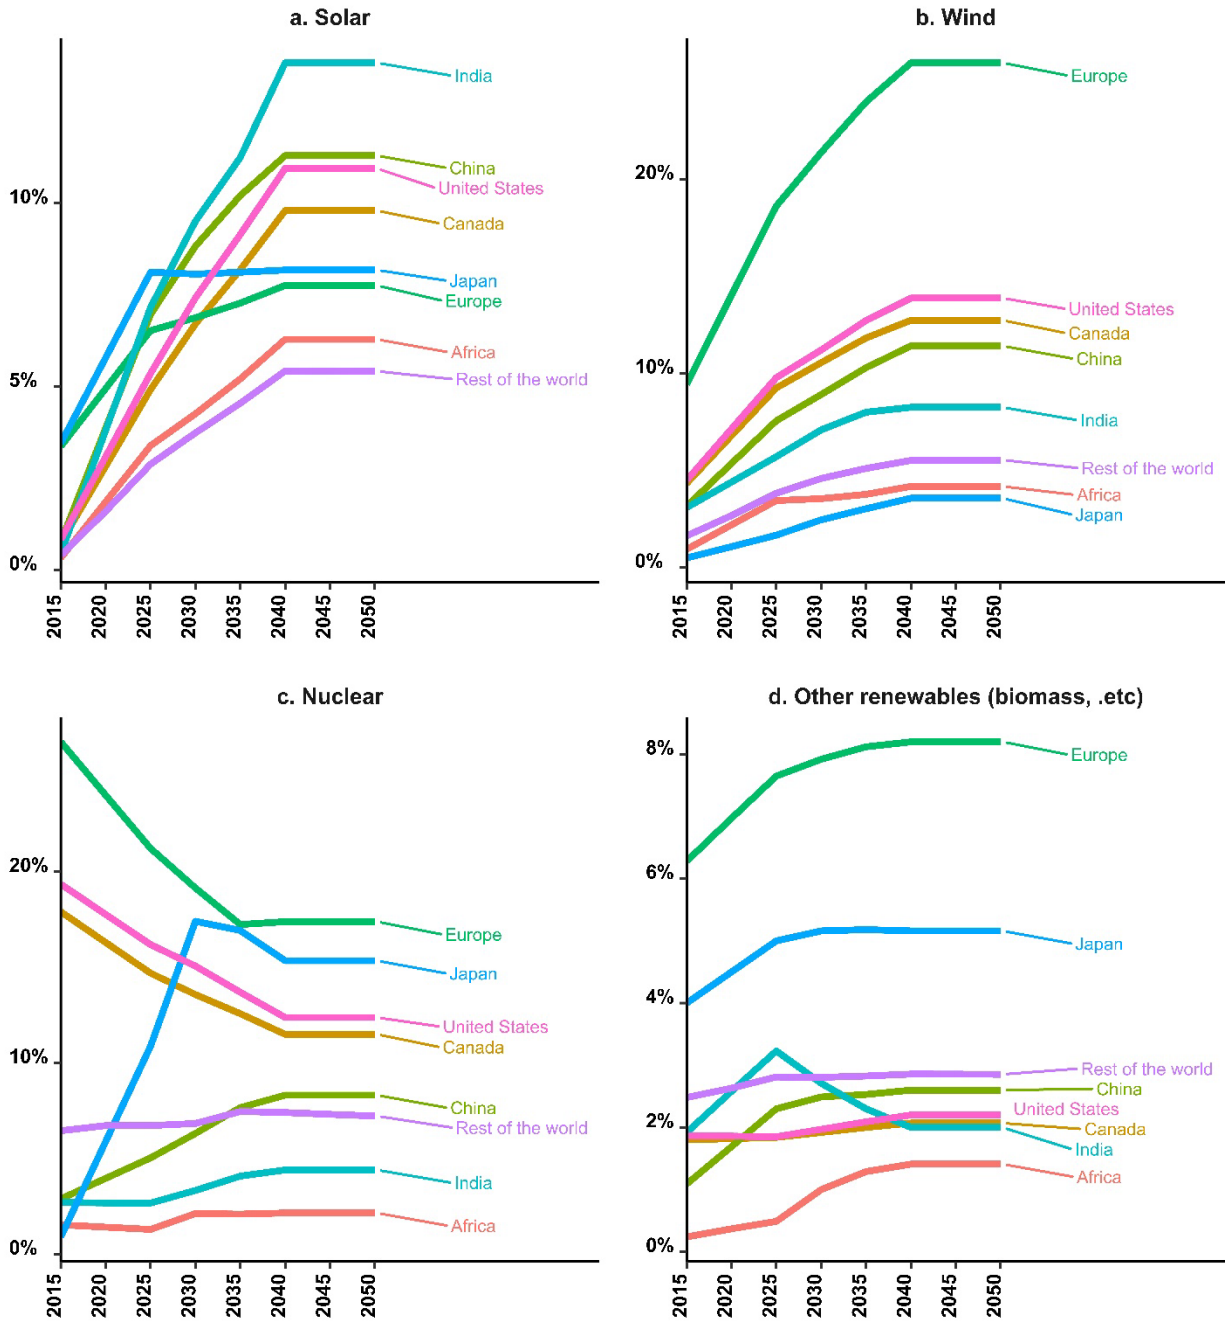 a. Solar
10%
5%
0%
India
China
United States
Canada
Japan
Europe
Africa
Rest of the world
2015
2020
2025
2030
2035
2040
2045
2050
b. Wind
20%
10%
0%
Europe
United States
Canada
China
India
Rest of the world
Africa
Japan
2015
2020
2025
2030
2035
2040
2045
2050
c. Nuclear
20%
10%
0%
Europe
Japan
United States
Canada
China
Rest of the world
India
Africa
2015
2020
2025
2030
2035
2040
2045
2050
d. Other renewables (biomass, .etc)
8%
6%
4%
2%
0%
Europe
Japan
Rest of the world
China
United States
Canada
India
Africa
2015
2020
2025
2030
2035
2040
2045
2050